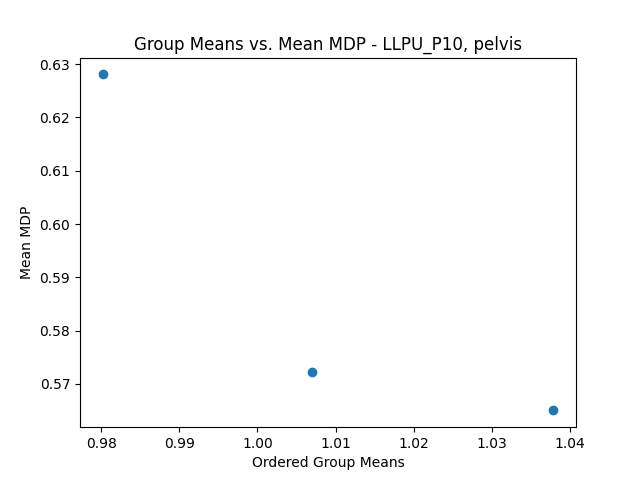 Group Means vs. Mean MDP - LLPU_P10, pelvis
0.63
0.62
0.61
0.60
0.59
0.58
0.57
Mean MDP
0.98 0.99 1.00 1.01 1.02 1.03 1.04
Ordered Group Means